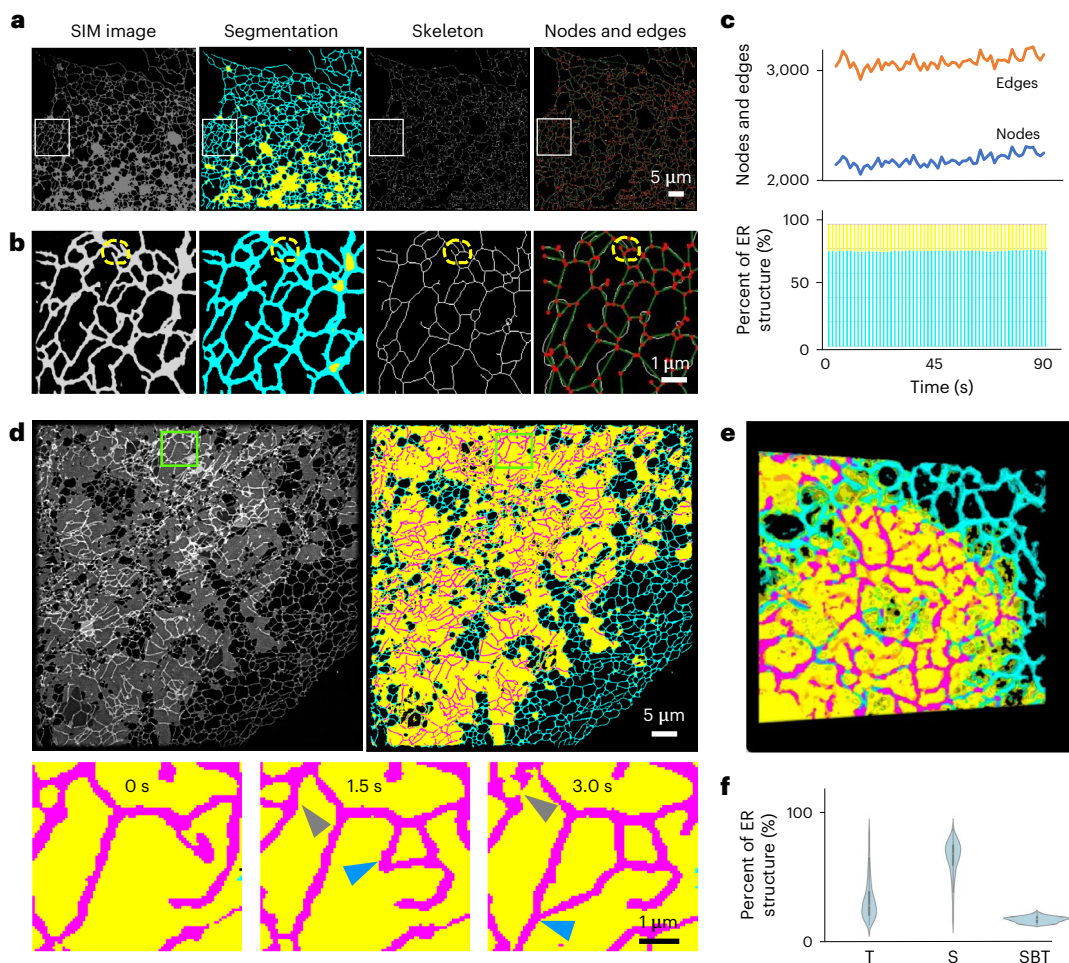 a
SIM image
Segmentation
Skeleton
Nodes and edges
5 μm
b
1 μm
c
Nodes and edges
3,000
2,000
Edges
Nodes
Percent of ER
structure (%)
100
50
0
0
45
90
Time (s)
d
5 μm
0 s
1.5 s
3.0 s
1 μm
e
f
Percent of ER
structure (%)
100
0
T
S
SBT